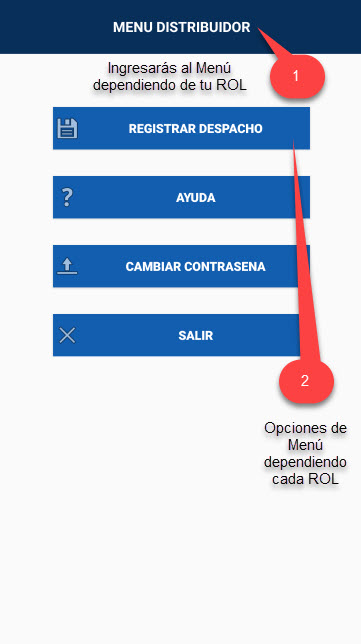 MENU DISTRIBUIDOR
Ingresarás al Menú
dependiendo de tu ROL
1
REGISTRAR DESPACHO
?
AYUDA
CAMBIAR CONTRASENA
SALIR
2
Opciones de
Menú
dependiendo
cada ROL